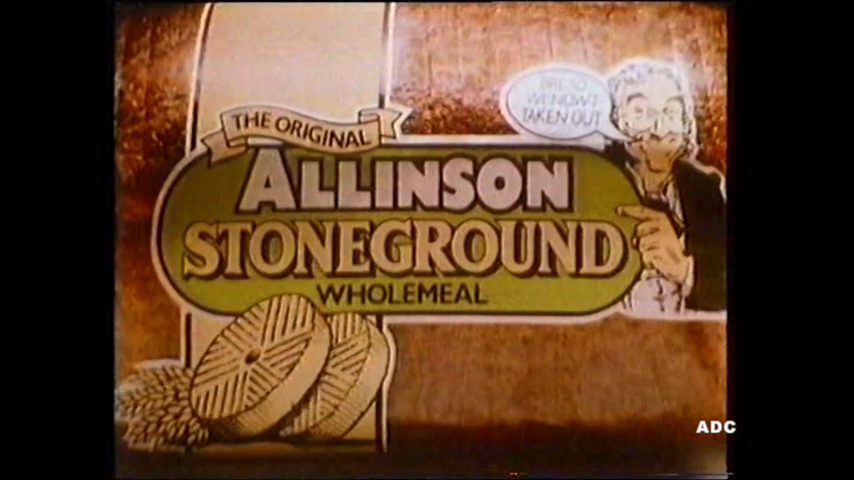 THE ORIGINAL
BREAD
WI' NOWT
TAKEN OUT
ALLINSON
STONEGROUND
WHOLEMEAL
ADC